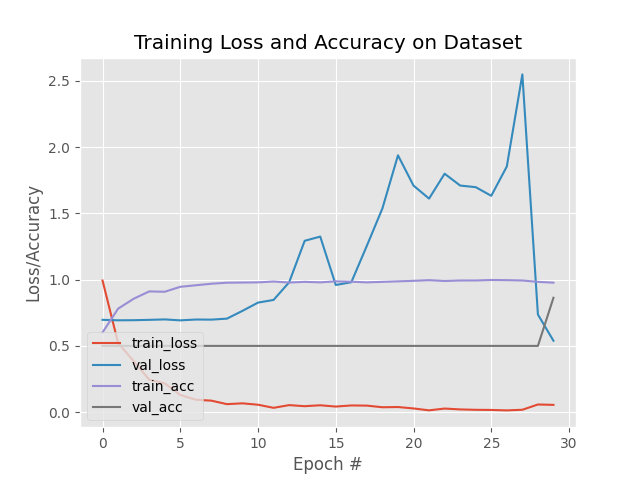 Training Loss and Accuracy on Dataset
Loss/Accuracy
2.5
2.0
1.5
1.0
0.5
0.0
train_loss
val_loss
train_acc
val_acc
0 5 10 15 20 25 30
Epoch #